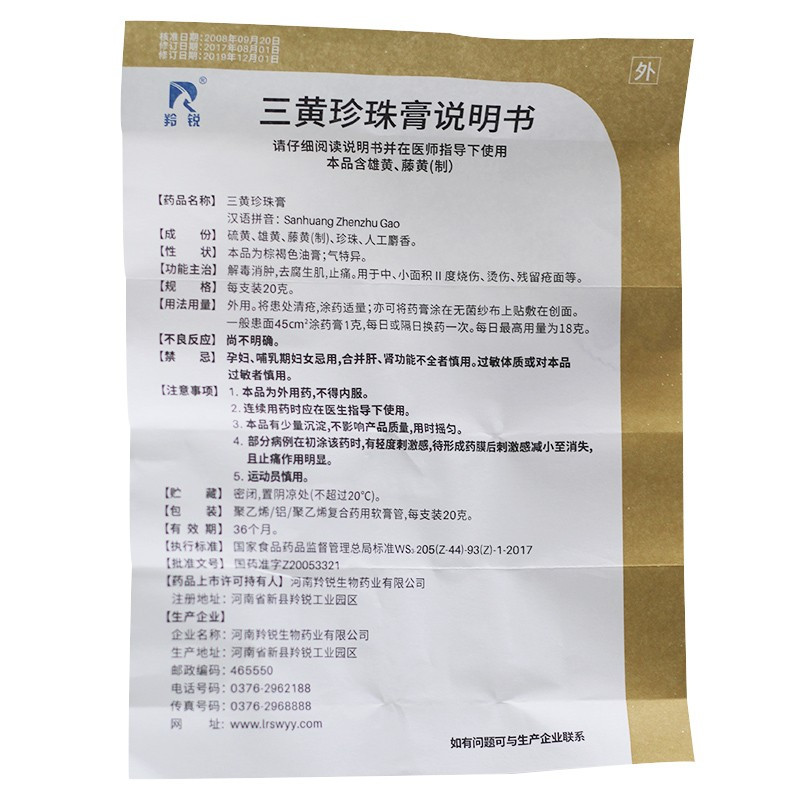 核准日期:2008年09月20日
修订日期:2017年08月01日
修订日期:2019年12月01日
外
羚锐®
三黄珍珠膏说明书
请仔细阅读说明书并在医师指导下使用
本品含雄黄、藤黄(制)
【药品名称】三黄珍珠膏
汉语拼音:Sanhuang Zhenzhu Gao
【成 份】硫黄、雄黄、藤黄(制)、珍珠、人工麝香。
【性 状】本品为棕褐色油膏;气特异。
【功能主治】解毒消肿,去腐生肌,止痛。用于中、小面积Ⅱ度烧伤、烫伤、残留疮面等。
【规 格】每支装20克。
【用法用量】外用。将患处清疮,涂药适量;亦可将药膏涂在无菌纱布上贴敷在创面。
一般患面45cm²涂药膏1克,每日或隔日换药一次。每日最高用量为18克。
【不良反应】尚不明确。
【禁 忌】孕妇、哺乳期妇女忌用,合并肝、肾功能不全者慎用。过敏体质或对本品
过敏者慎用。
【注意事项】1. 本品为外用药,不得内服。
2. 连续用药时应在医生指导下使用。
3. 本品有少量沉淀,不影响产品质量,用时摇匀。
4. 部分病例在初涂该药时,有轻度刺激感,待形成药膜后刺激感减小至消失,
且止痛作用明显。
5. 运动员慎用。
【贮 藏】密闭,置阴凉处(不超过20℃)。
【包 装】聚乙烯/铝/聚乙烯复合药用软膏管,每支装20克。
【有 效 期】36个月。
【执行标准】国家食品药品监督管理总局标准WS₃205(Z-44)-93(Z)-1-2017
【批准文号】国药准字Z20053321
【药品上市许可持有人】河南羚锐生物药业有限公司
注册地址:河南省新县羚锐工业园区
【生产企业】
企业名称:河南羚锐生物药业有限公司
生产地址:河南省新县羚锐工业园区
邮政编码:465550
电话号码:0376-2962188
传真号码:0376-2968888
网 址:www.lrswyy.com
如有问题可与生产企业联系